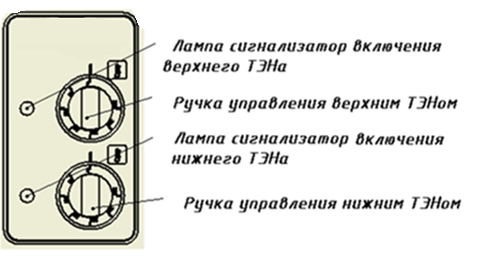 Лампа сигнализатор включения
верхнего ТЭНа
Ручка управления верхним ТЭНом
Лампа сигнализатор включения
нижнего ТЭНа
Ручка управления нижним ТЭНом